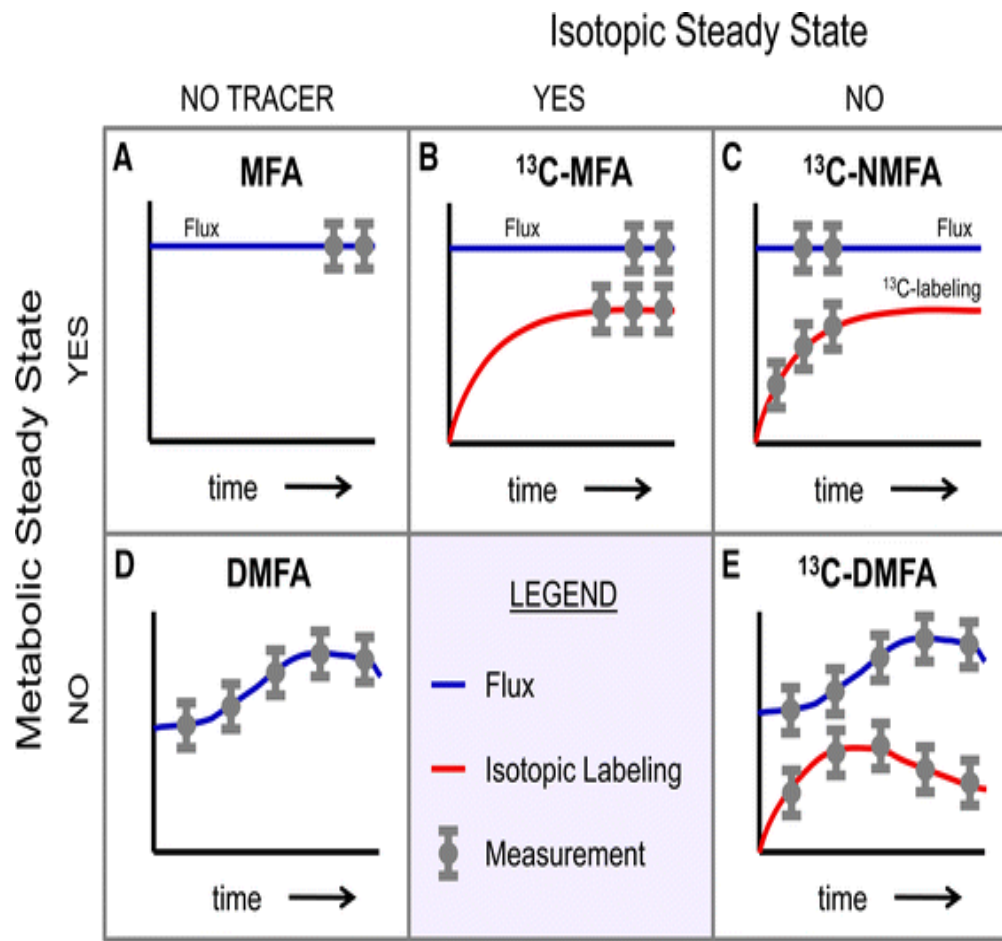 Isotopic Steady State
NO TRACER YES NO
Metabolic Steady State
YES
A MFA
Flux
time
B ¹³C-MFA
Flux
time
C ¹³C-NMFA
Flux
¹³C-labeling
time
NO
D DMFA
time
LEGEND
Flux
Isotopic Labeling
Measurement
E ¹³C-DMFA
time